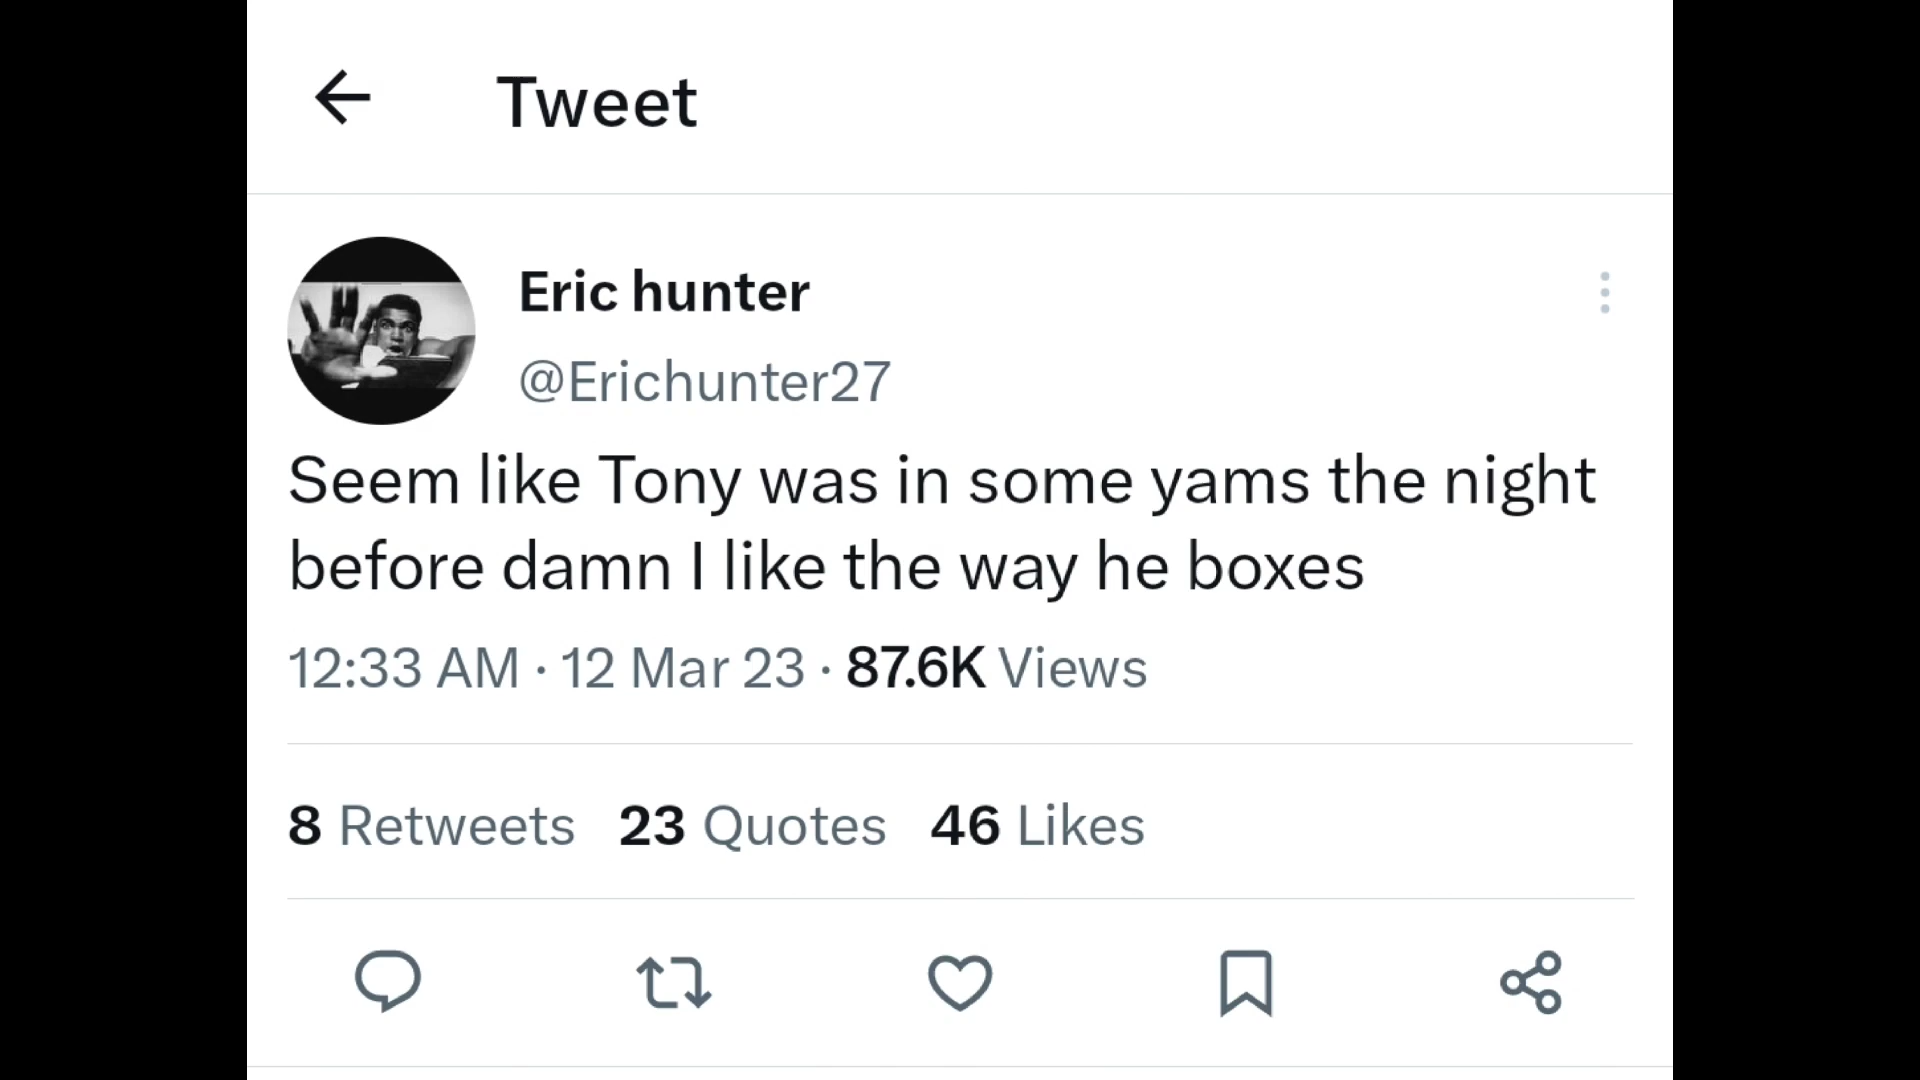 Tweet
Eric hunter
@Erichunter27
Seem like Tony was in some yams the night
before damn I like the way he boxes
12:33 AM · 12 Mar 23 · 87.6K Views
8 Retweets 23 Quotes 46 Likes